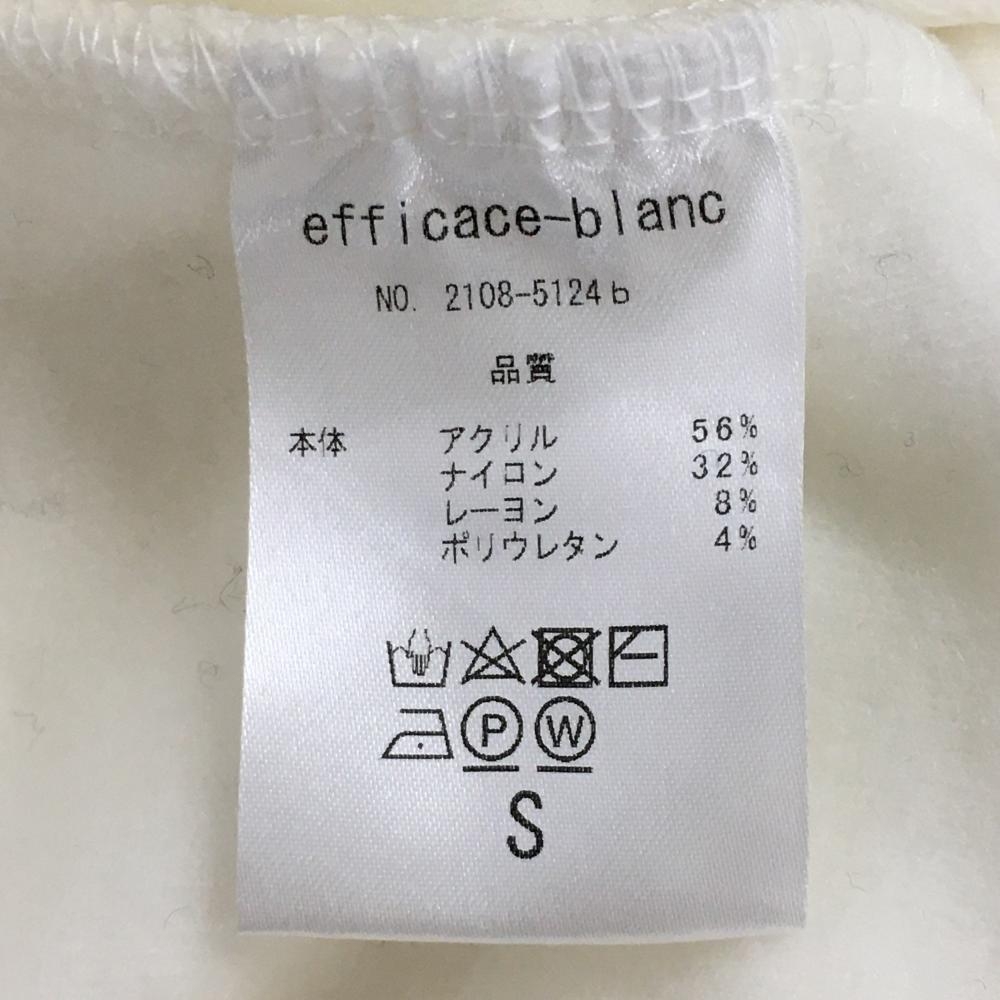 efficace-blanc
NO. 2108-5124b
品質
本体 アクリル 56%
ナイロン 32%
レーヨン 8%
ポリウレタン 4%
P W
S